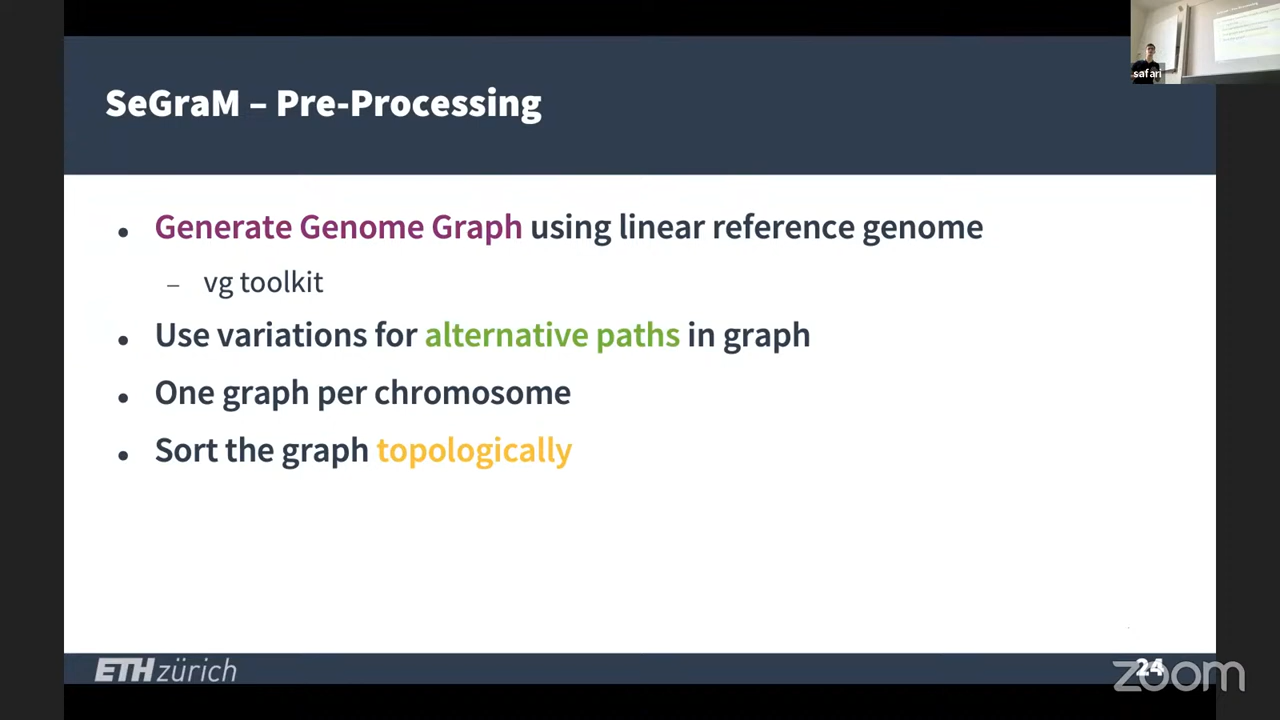 SeGraM – Pre-Processing
safari
• Generate Genome Graph using linear reference genome
– vg toolkit
• Use variations for alternative paths in graph
• One graph per chromosome
• Sort the graph topologically
ETH zürich
24
zoom